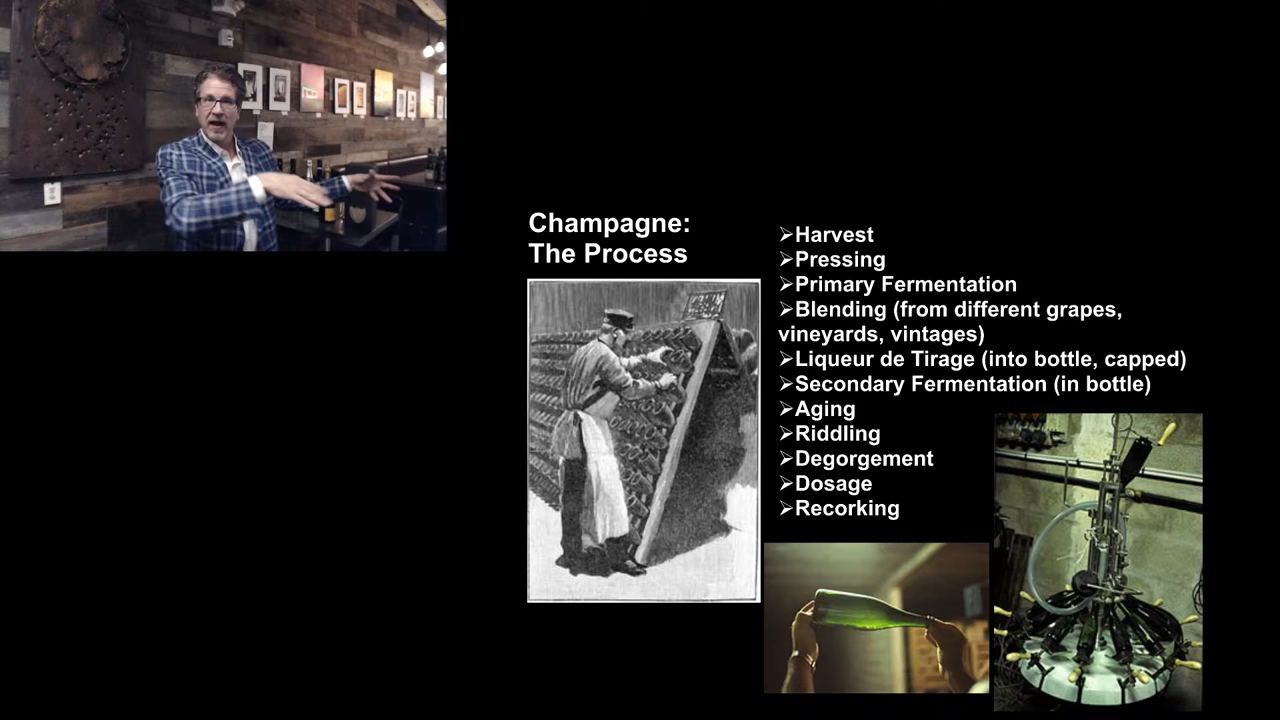 Champagne:
The Process
➢Harvest
➢Pressing
➢Primary Fermentation
➢Blending (from different grapes,
vineyards, vintages)
➢Liqueur de Tirage (into bottle, capped)
➢Secondary Fermentation (in bottle)
➢Aging
➢Riddling
➢Degorgement
➢Dosage
➢Recorking